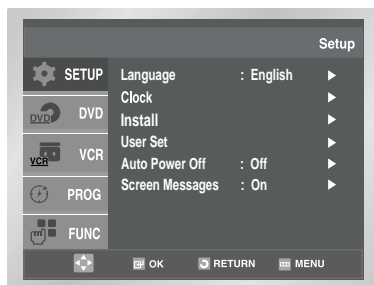 Setup
SETUP
DVD DVD
VCR VCR
PROG
FUNC
Language : English ►
Clock ►
Install ►
User Set ►
Auto Power Off : Off ►
Screen Messages : On ►
OK RETURN MENU